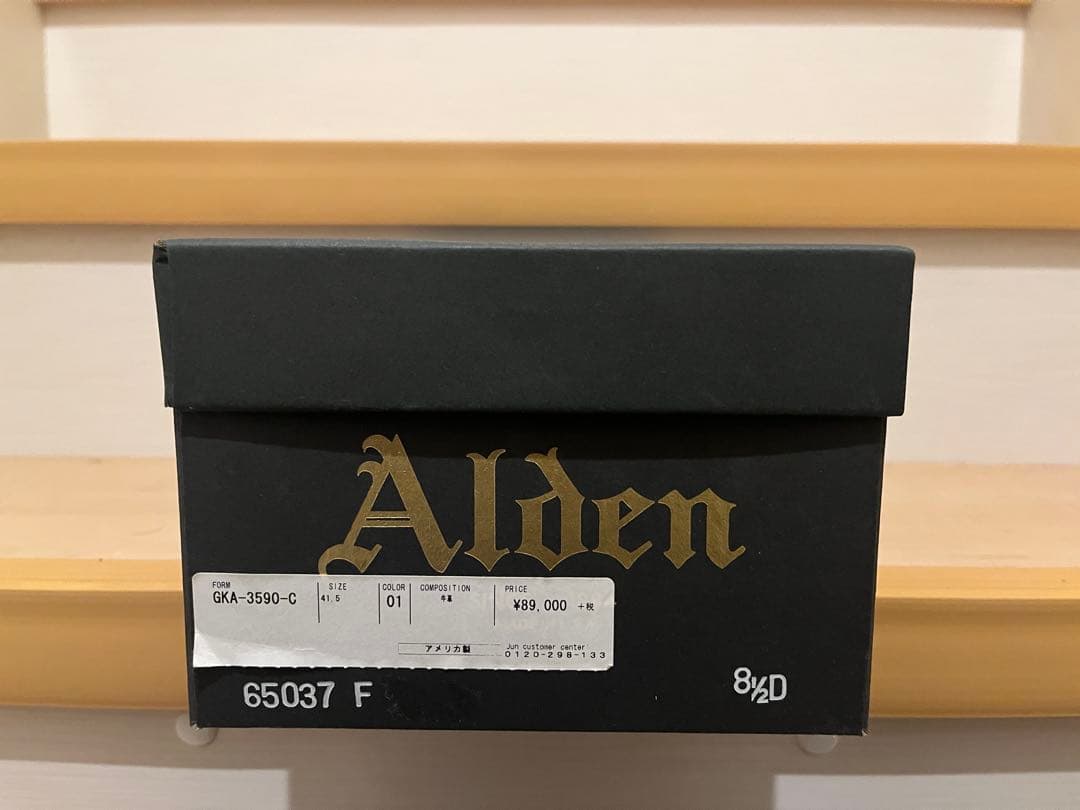 Alden
FORM SIZE COLOR COMPOSITION PRICE
GKA-3590-C 41.5 01 牛革 ¥89,000 +税
アメリカ製 Jun customer center
0120-298-133
65037 F 8½D